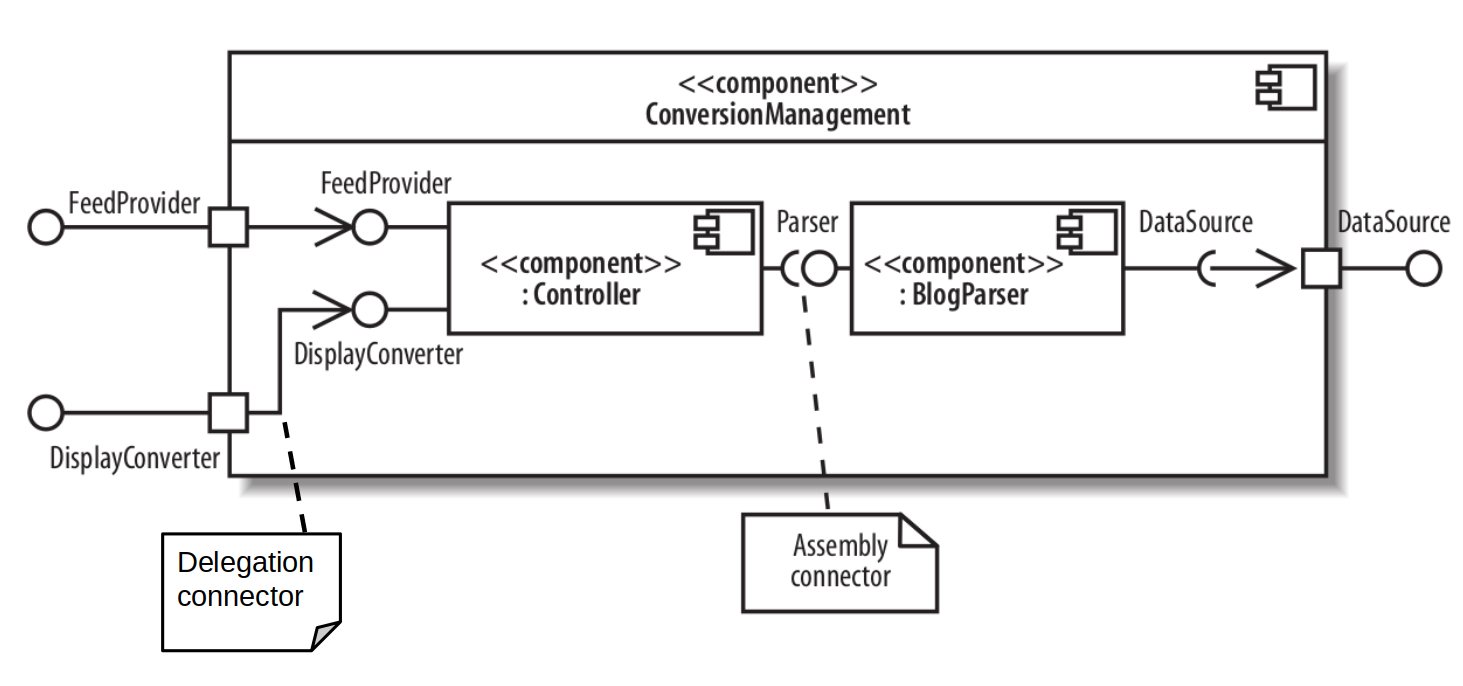 <<component>>
ConversionManagement
FeedProvider
FeedProvider
Parser
DataSource
DataSource
<<component>>
: Controller
<<component>>
: BlogParser
DisplayConverter
DisplayConverter
Delegation
connector
Assembly
connector